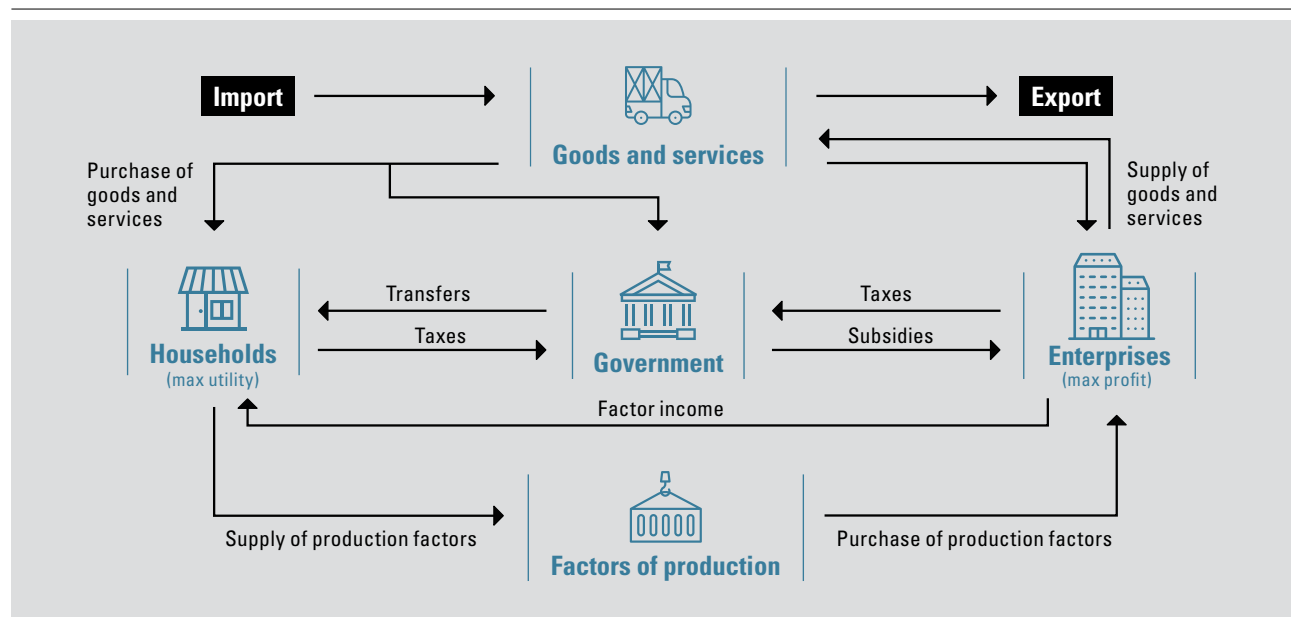 Import
Export
Goods and services
Purchase of
goods and
services
Supply of
goods and
services
Transfers
Taxes
Taxes
Subsidies
Households
(max utility)
Government
Enterprises
(max profit)
Factor income
Supply of production factors
Purchase of production factors
Factors of production